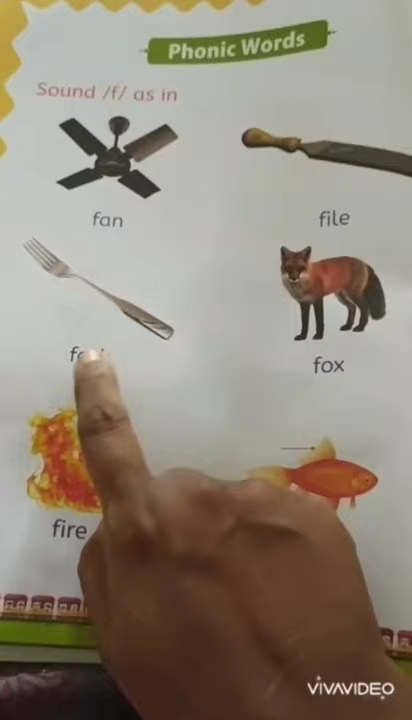 Phonic Words
Sound /f/ as in
fan file
fox
fire
VIVAVIDEO